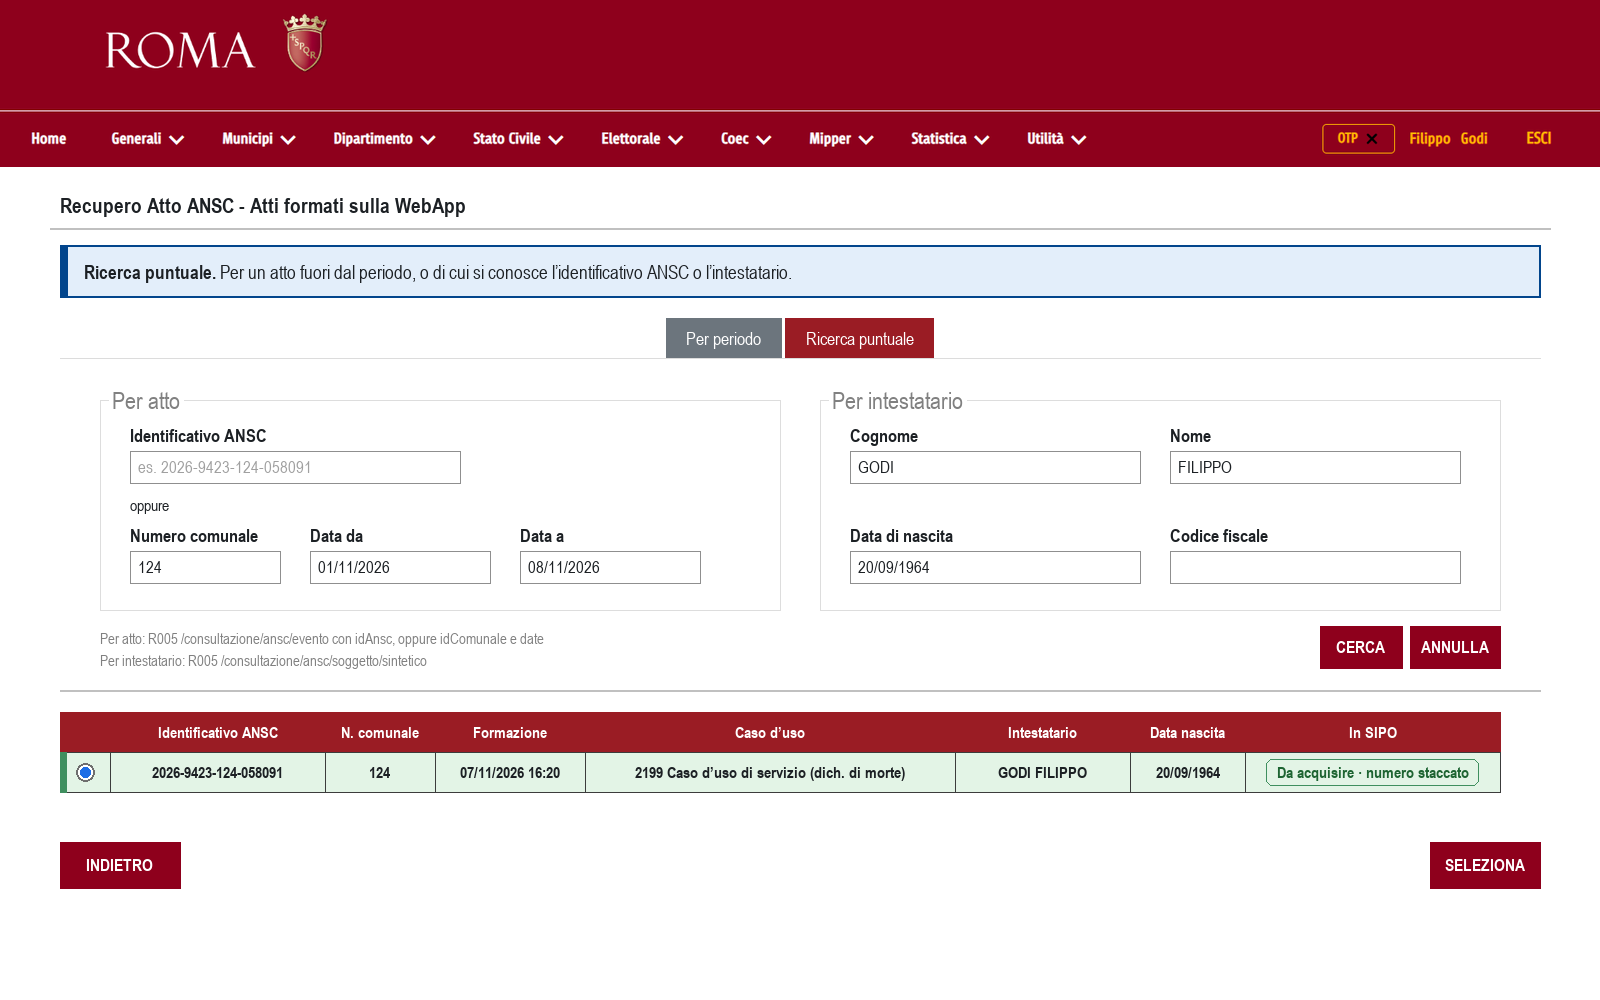 ROMA
SPQR
Home Generali Municipi Dipartimento Stato Civile Elettorale Coec Mipper Statistica Utilità OTP Filippo Godi ESCI
Recupero Atto ANSC - Atti formati sulla WebApp
Ricerca puntuale. Per un atto fuori dal periodo, o di cui si conosce l’identificativo ANSC o l’intestatario.
Per periodo Ricerca puntuale
Per atto
Identificativo ANSC
es. 2026-9423-124-058091
oppure
Numero comunale Data da Data a
124 01/11/2026 08/11/2026
Per intestatario
Cognome Nome
GODI FILIPPO
Data di nascita Codice fiscale
20/09/1964
Per atto: R005 /consultazione/ansc/evento con idAnsc, oppure idComunale e date
Per intestatario: R005 /consultazione/ansc/soggetto/sintetico
CERCA ANNULLA
Identificativo ANSC N. comunale Formazione Caso d’uso Intestatario Data nascita In SIPO
2026-9423-124-058091 124 07/11/2026 16:20 2199 Caso d’uso di servizio (dich. di morte) GODI FILIPPO 20/09/1964 Da acquisire · numero staccato
INDIETRO SELEZIONA